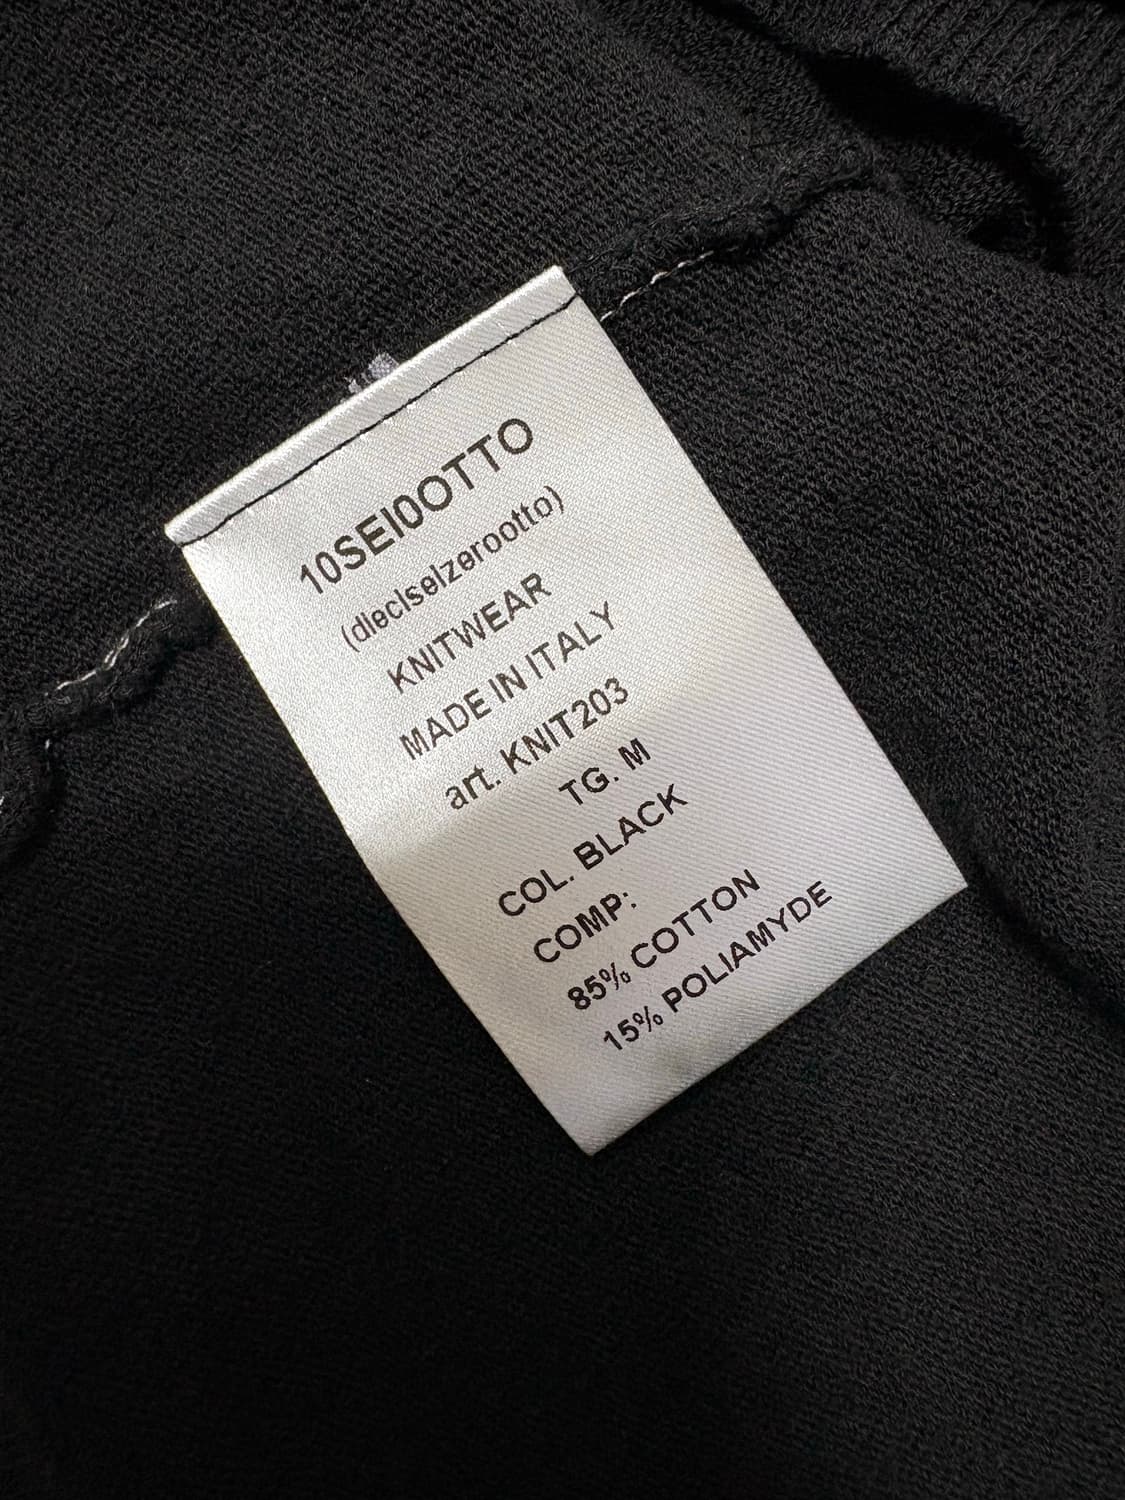 10SEI0OTTO
(dieciseizerootto)
KNITWEAR
MADE IN ITALY
art. KNIT203
TG. M
COL. BLACK
COMP:
85% COTTON
15% POLIAMYDE